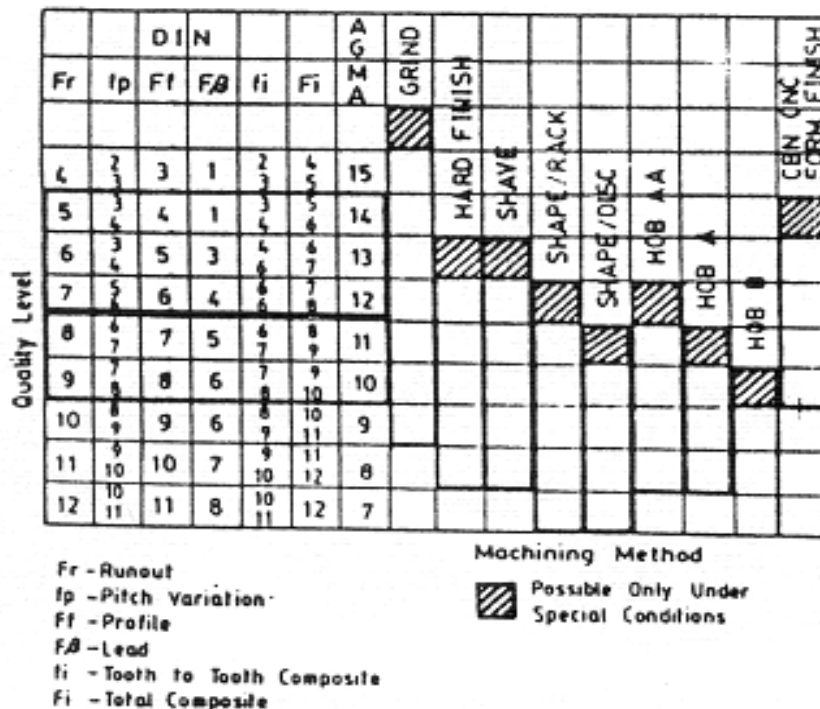 DIN AGMA GRIND HARD FINISH SHAVE SHAPE/RACK SHAPE/DISC HOB AA HOB A HOB B CBN CNC FORM FINISH
Fr fp Ff Fβ fi Fi
Quality Level
4 2 3 3 1 2 3 4 5 15
5 3 4 4 1 3 4 5 6 14
6 3 4 5 3 4 6 6 7 13
7 5 6 4 7 8 12
8 6 7 7 5 6 7 8 9 11
9 7 8 8 6 7 8 9 10 10
10 8 9 9 6 8 9 10 11 9
11 9 10 10 7 9 10 11 12 8
12 10 11 11 8 10 11 12 7
Machining Method
Possible Only Under
Special Conditions
Fr - Runout
fp - Pitch Variation
Ff - Profile
Fβ - Lead
fi - Tooth to Tooth Composite
Fi - Total Composite